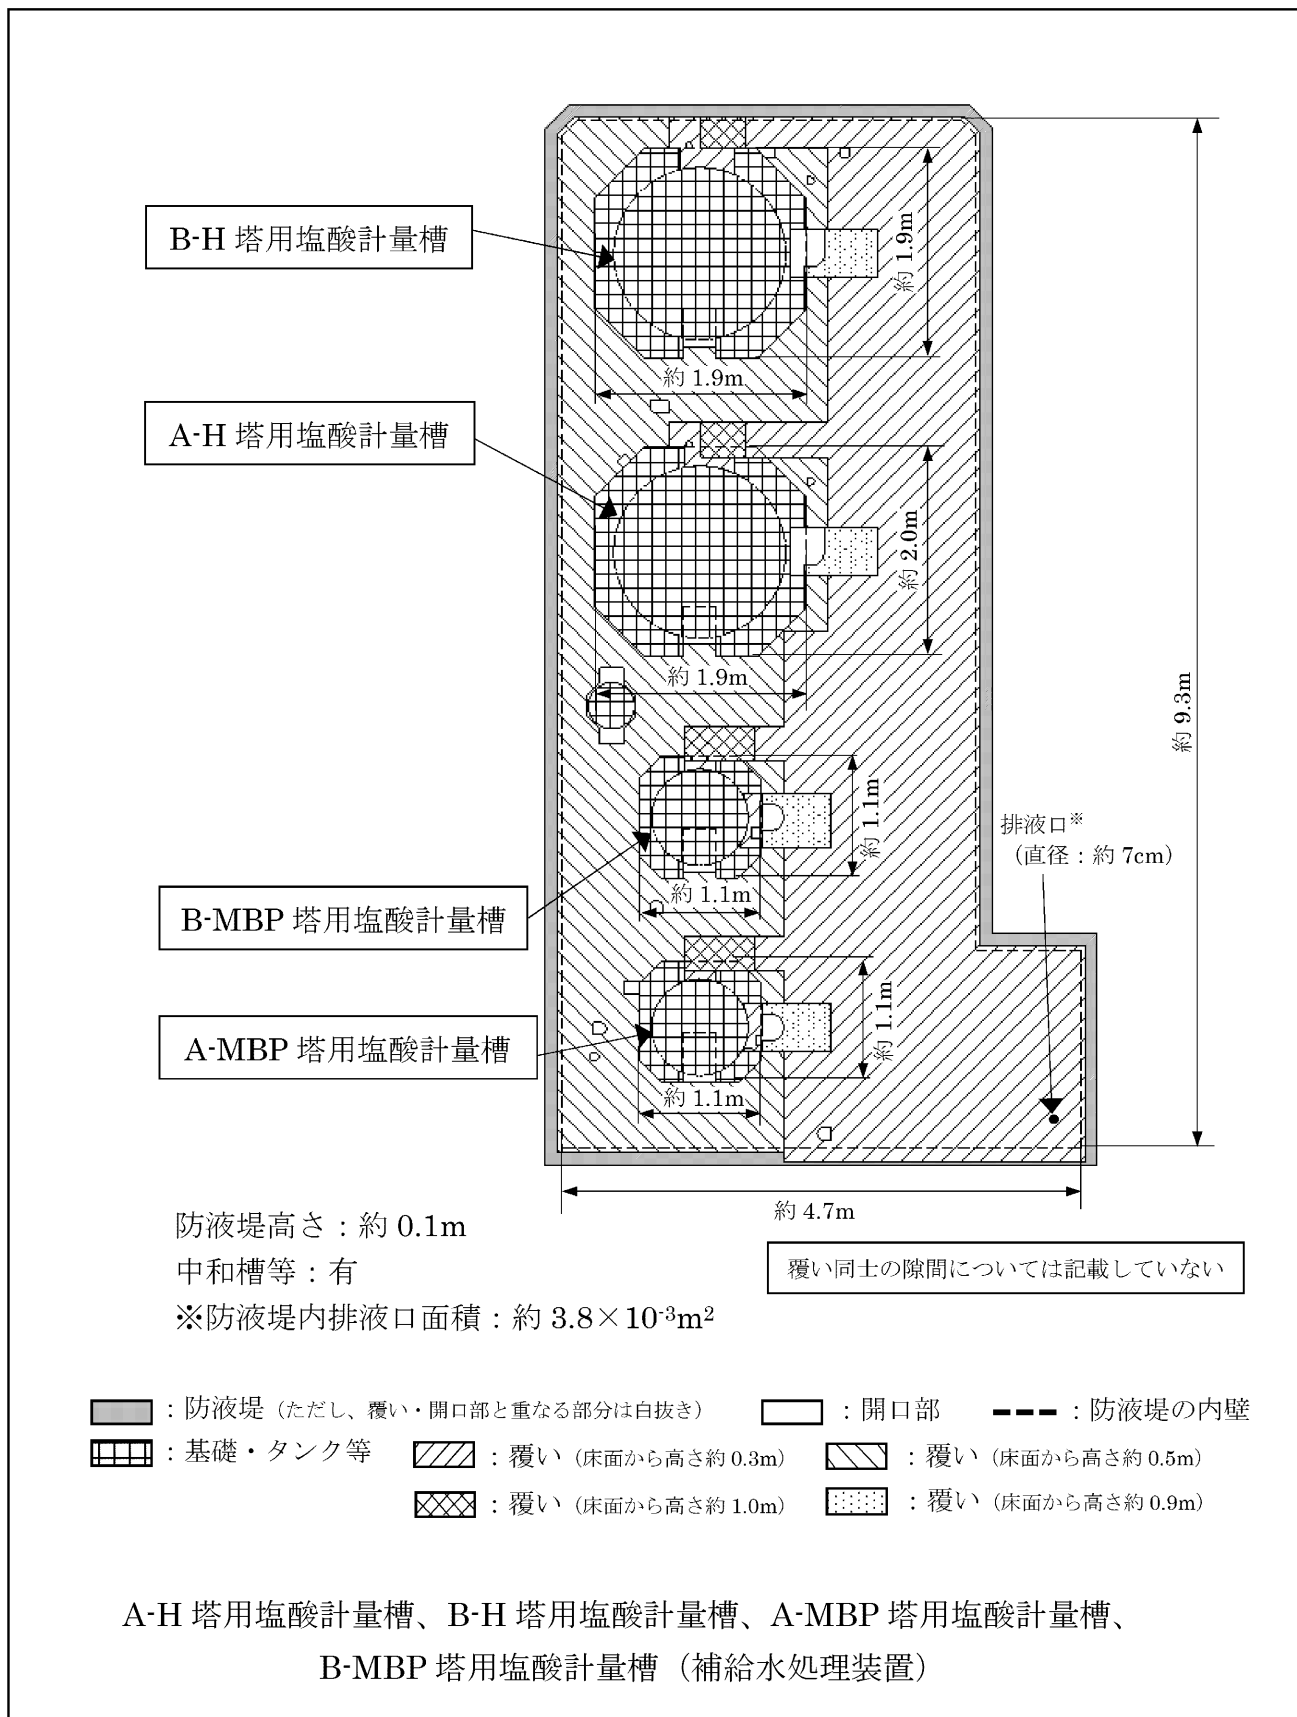 B-H 塔用塩酸計量槽
約 1.9m
約 1.9m
A-H 塔用塩酸計量槽
約 2.0m
約 1.9m
約 9.3m
約 1.1m
排液口※
（直径：約 7cm）
約 1.1m
B-MBP 塔用塩酸計量槽
約 1.1m
A-MBP 塔用塩酸計量槽
約 1.1m
約 4.7m
防液堤高さ：約 0.1m
中和槽等：有
※防液堤内排液口面積：約 3.8×10⁻³m²
覆い同士の隙間については記載していない
：防液堤（ただし、覆い・開口部と重なる部分は白抜き） ：開口部 ：防液堤の内壁
：基礎・タンク等 ：覆い（床面から高さ約 0.3m） ：覆い（床面から高さ約 0.5m）
：覆い（床面から高さ約 1.0m） ：覆い（床面から高さ約 0.9m）
A-H 塔用塩酸計量槽、B-H 塔用塩酸計量槽、A-MBP 塔用塩酸計量槽、
B-MBP 塔用塩酸計量槽（補給水処理装置）